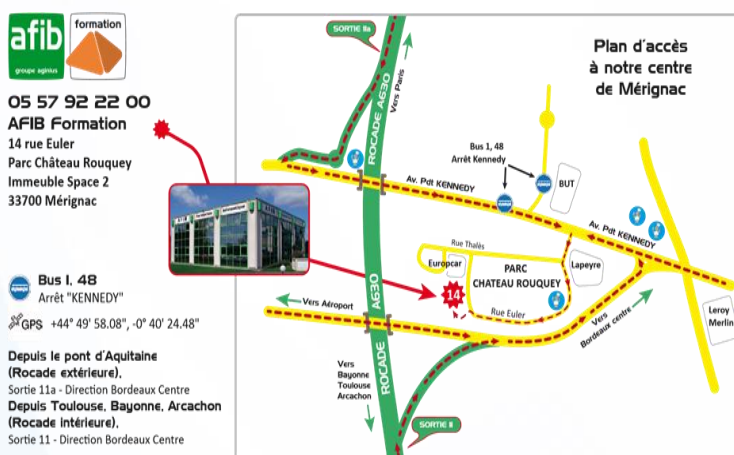 afib
groupe aginius
formation
05 57 92 22 00
AFIB Formation
14 rue Euler
Parc Château Rouquey
Immeuble Space 2
33700 Mérignac
Bus 1, 48
Arrêt "KENNEDY"
GPS +44° 49' 58.08", -0° 40' 24.48"
Depuis le pont d'Aquitaine
(Rocade extérieure),
Sortie 11a - Direction Bordeaux Centre
Depuis Toulouse, Bayonne, Arcachon
(Rocade intérieure),
Sortie 11 - Direction Bordeaux Centre
Plan d'accès
à notre centre
de Mérignac
SORTIE 11a
Vers Paris
ROCADE A630
Bus 1, 48
Arrêt Kennedy
BUT
Av. Pdt KENNEDY
Av. Pdt KENNEDY
Rue Thalès
Europcar
PARC
CHATEAU ROUQUEY
Lapeyre
14
Rue Euler
Vers Aéroport
Vers
Bordeaux centre
Leroy
Merlin
ROCADE A630
Vers
Bayonne
Toulouse
Arcachon
SORTIE 11
AFIB